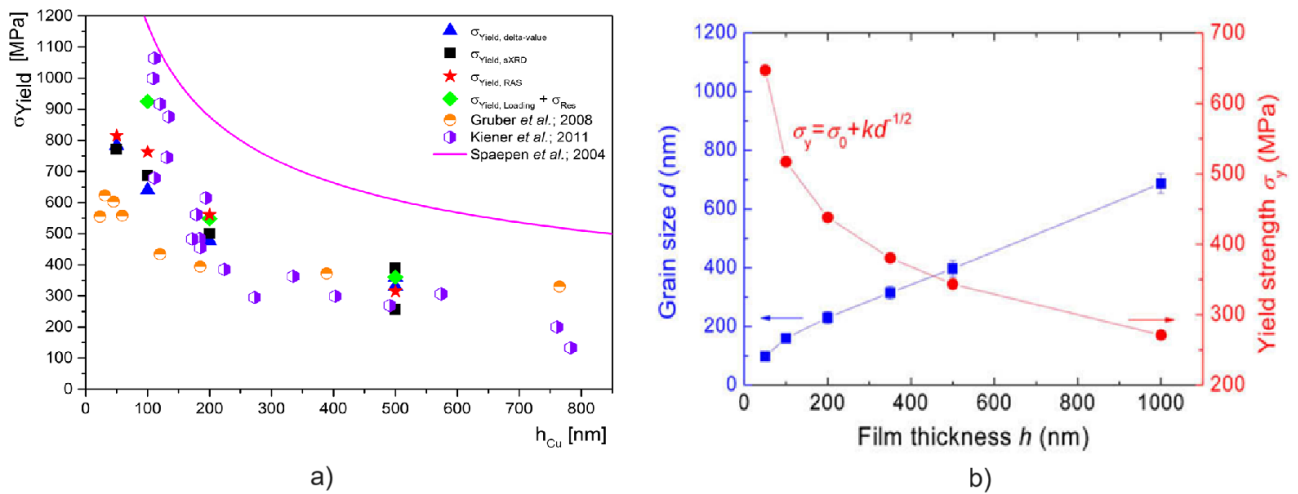 σYield [MPa]
1200
1100
1000
900
800
700
600
500
400
300
200
100
0
σYield, delta-value
σYield, sXRD
σYield, RAS
σYield, Loading + σRes
Gruber et al.; 2008
Kiener et al.; 2011
Spaepen et al.; 2004
0 100 200 300 400 500 600 700 800
hCu [nm]
a)
Grain size d (nm)
1200
1000
800
600
400
200
0
σy = σ0 + kd^-1/2
700
600
500
400
300
200
Yield strength σy (MPa)
0 200 400 600 800 1000
Film thickness h (nm)
b)